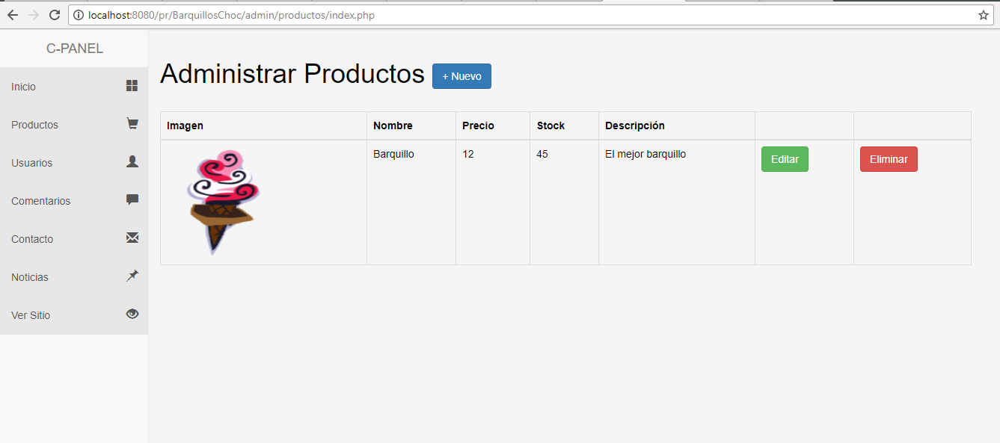 localhost:8080/pr/BarquillosChoc/admin/productos/index.php
C-PANEL
Inicio
Productos
Usuarios
Comentarios
Contacto
Noticias
Ver Sitio
Administrar Productos + Nuevo
Imagen Nombre Precio Stock Descripción
Barquillo 12 45 El mejor barquillo Editar Eliminar